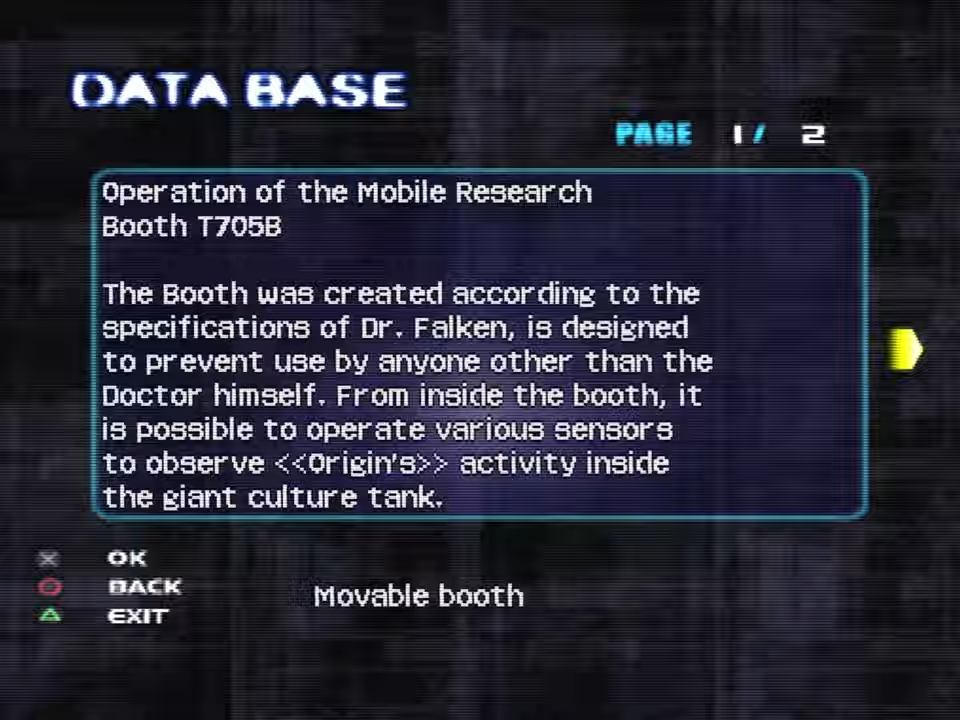 DATA BASE
PAGE 1 / 2
Operation of the Mobile Research
Booth T705B
The Booth was created according to the
specifications of Dr. Falken, is designed
to prevent use by anyone other than the
Doctor himself. From inside the booth, it
is possible to operate various sensors
to observe <<Origin's>> activity inside
the giant culture tank.
OK
BACK
EXIT
Movable booth